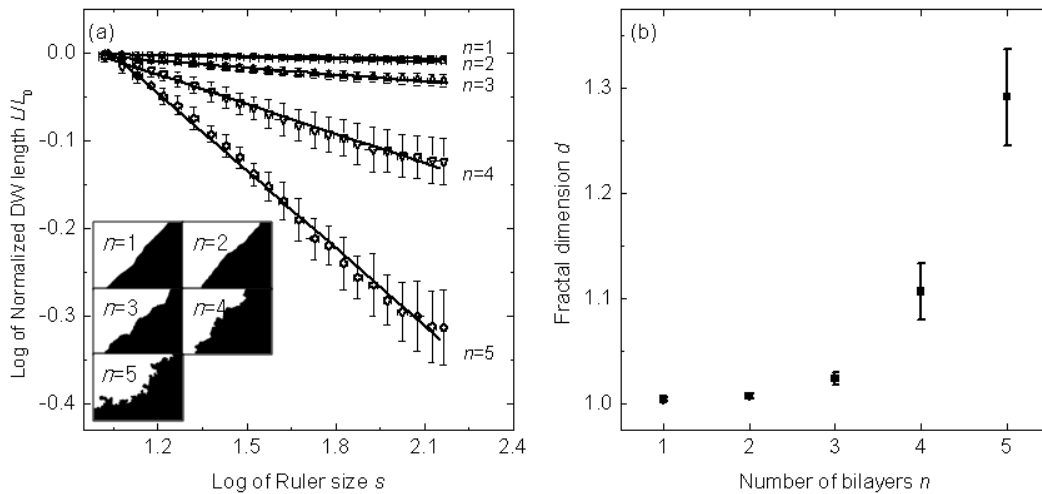 (a)
Log of Normalized DW length L/L₀
0.0
-0.1
-0.2
-0.3
-0.4
n=1
n=2
n=3
n=4
n=5
n=1
n=2
n=3
n=4
n=5
1.2
1.5
1.8
2.1
2.4
Log of Ruler size s
(b)
Fractal dimension d
1.3
1.2
1.1
1.0
1
2
3
4
5
Number of bilayers n